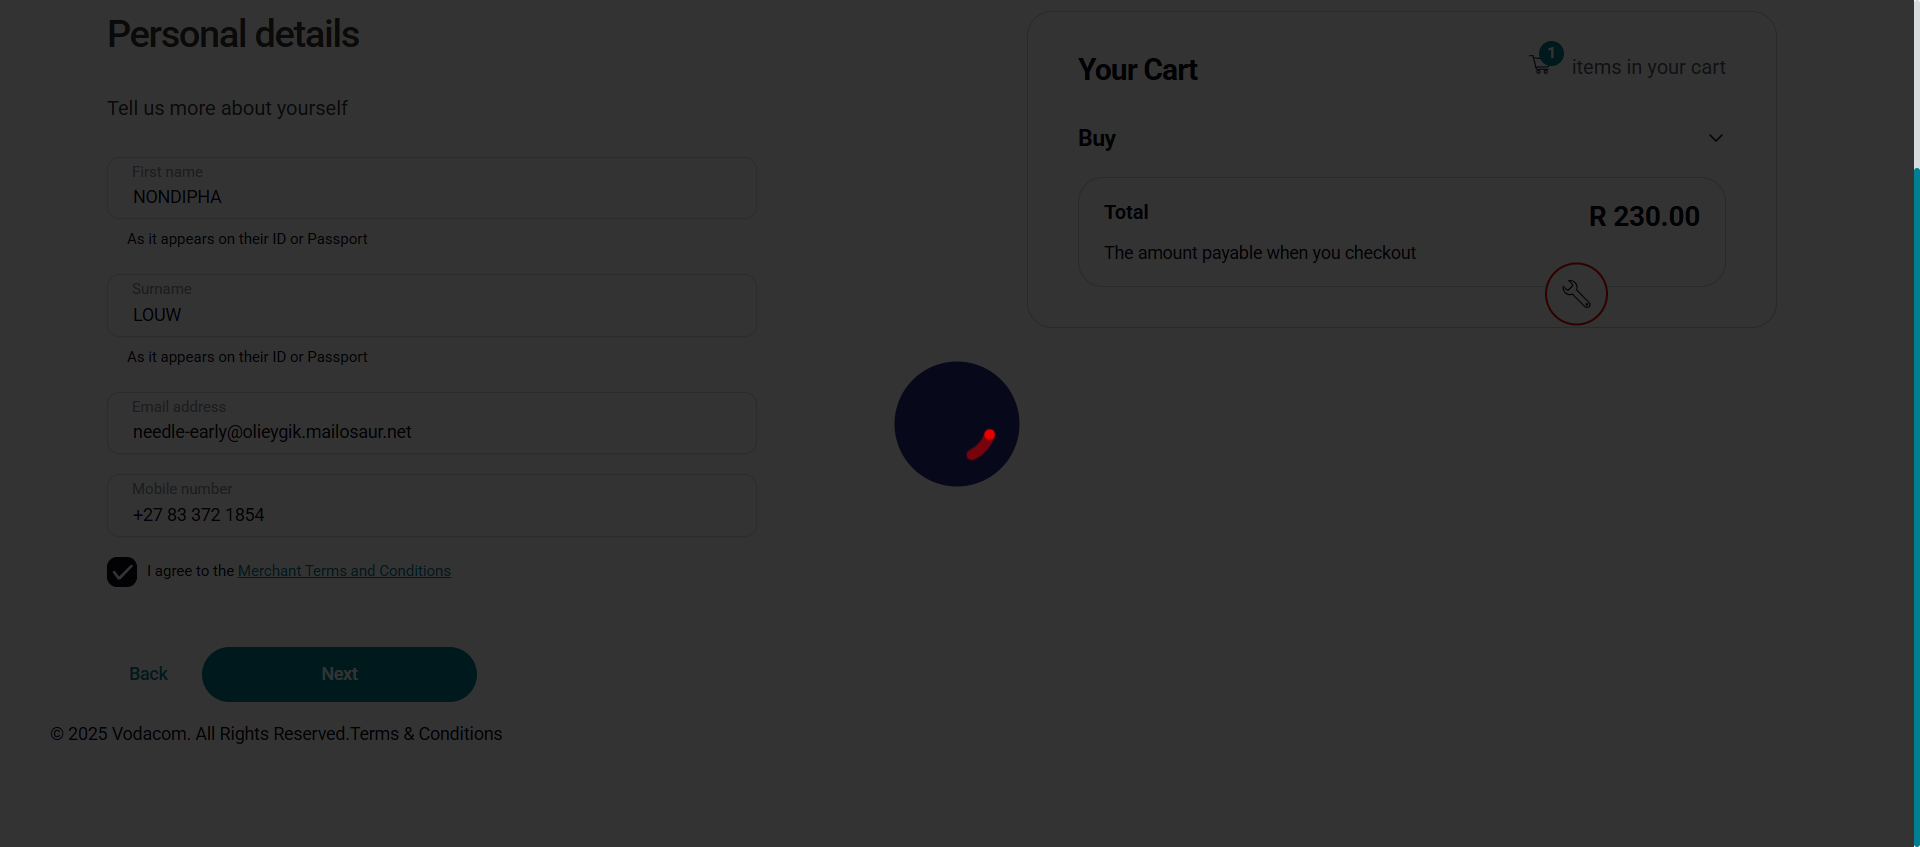 Personal details
Tell us more about yourself
First name
NONDIPHA
As it appears on their ID or Passport
Surname
LOUW
As it appears on their ID or Passport
Email address
needle-early@olieygik.mailosaur.net
Mobile number
+27 83 372 1854
I agree to the Merchant Terms and Conditions
Back
Next
© 2025 Vodacom. All Rights Reserved.Terms & Conditions
Your Cart
1
items in your cart
Buy
Total
R 230.00
The amount payable when you checkout